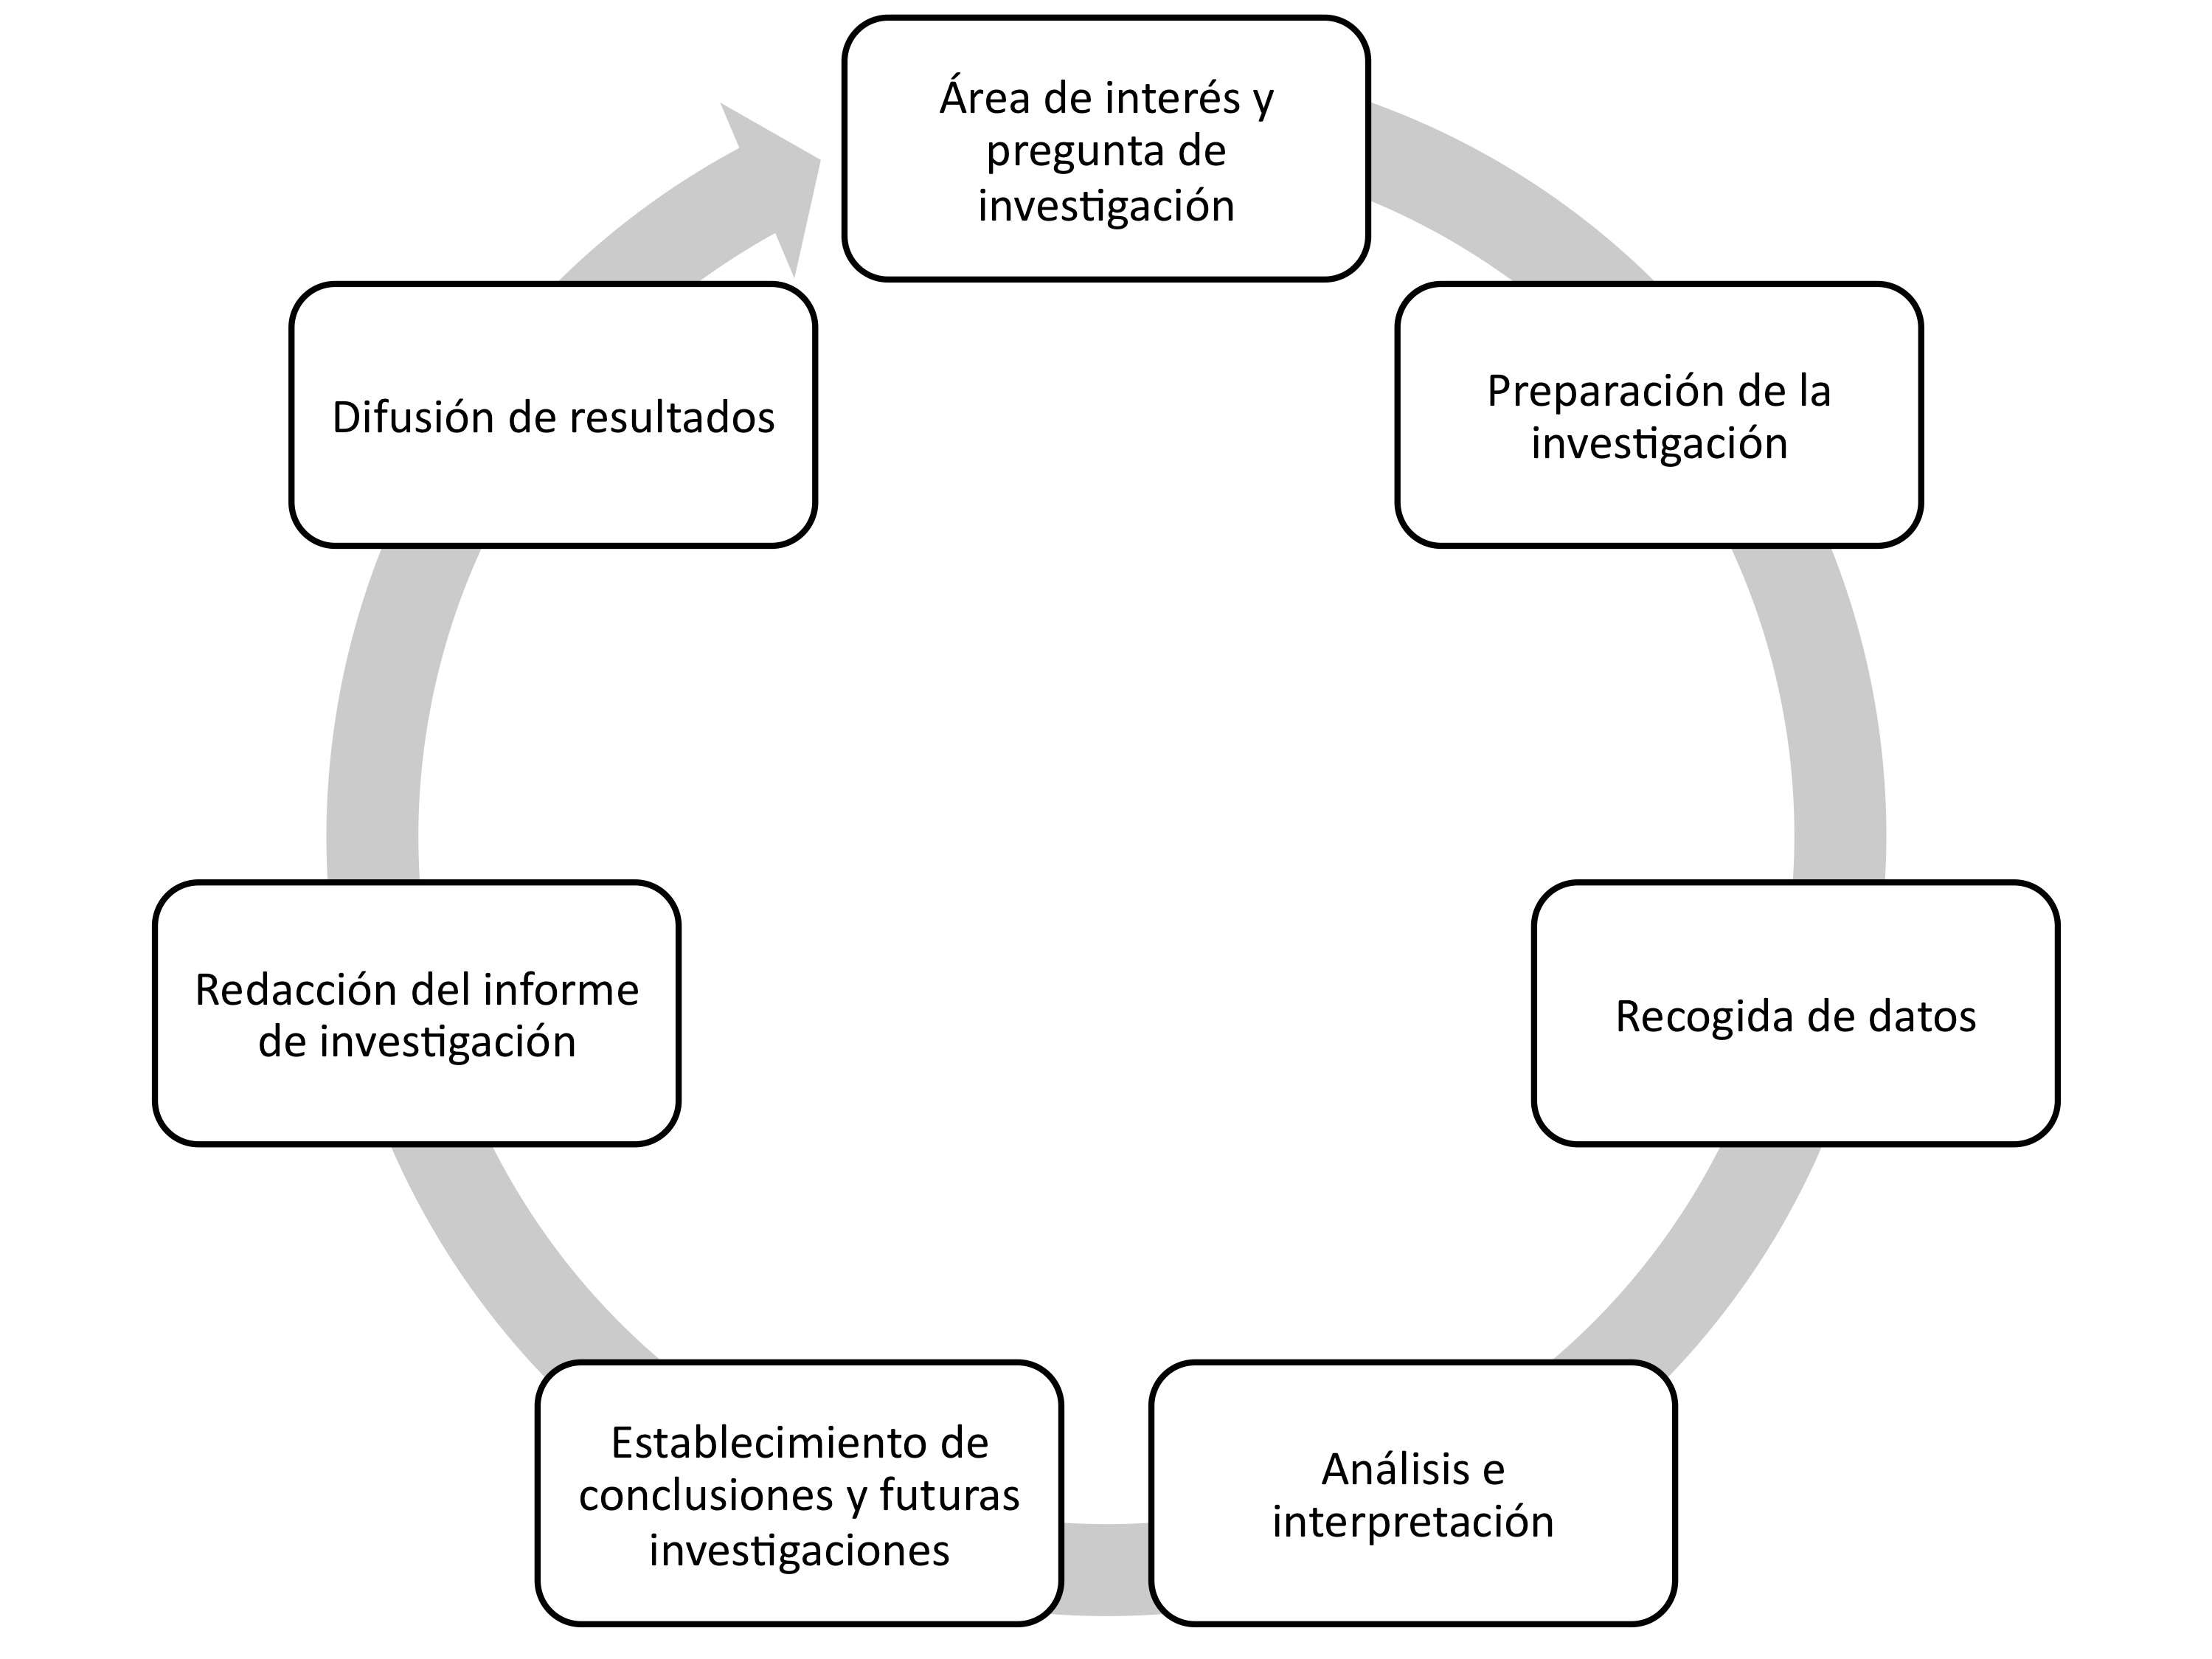 Área de interés y
pregunta de
investigación
Preparación de la
investigación
Recogida de datos
Análisis e
interpretación
Establecimiento de
conclusiones y futuras
investigaciones
Redacción del informe
de investigación
Difusión de resultados